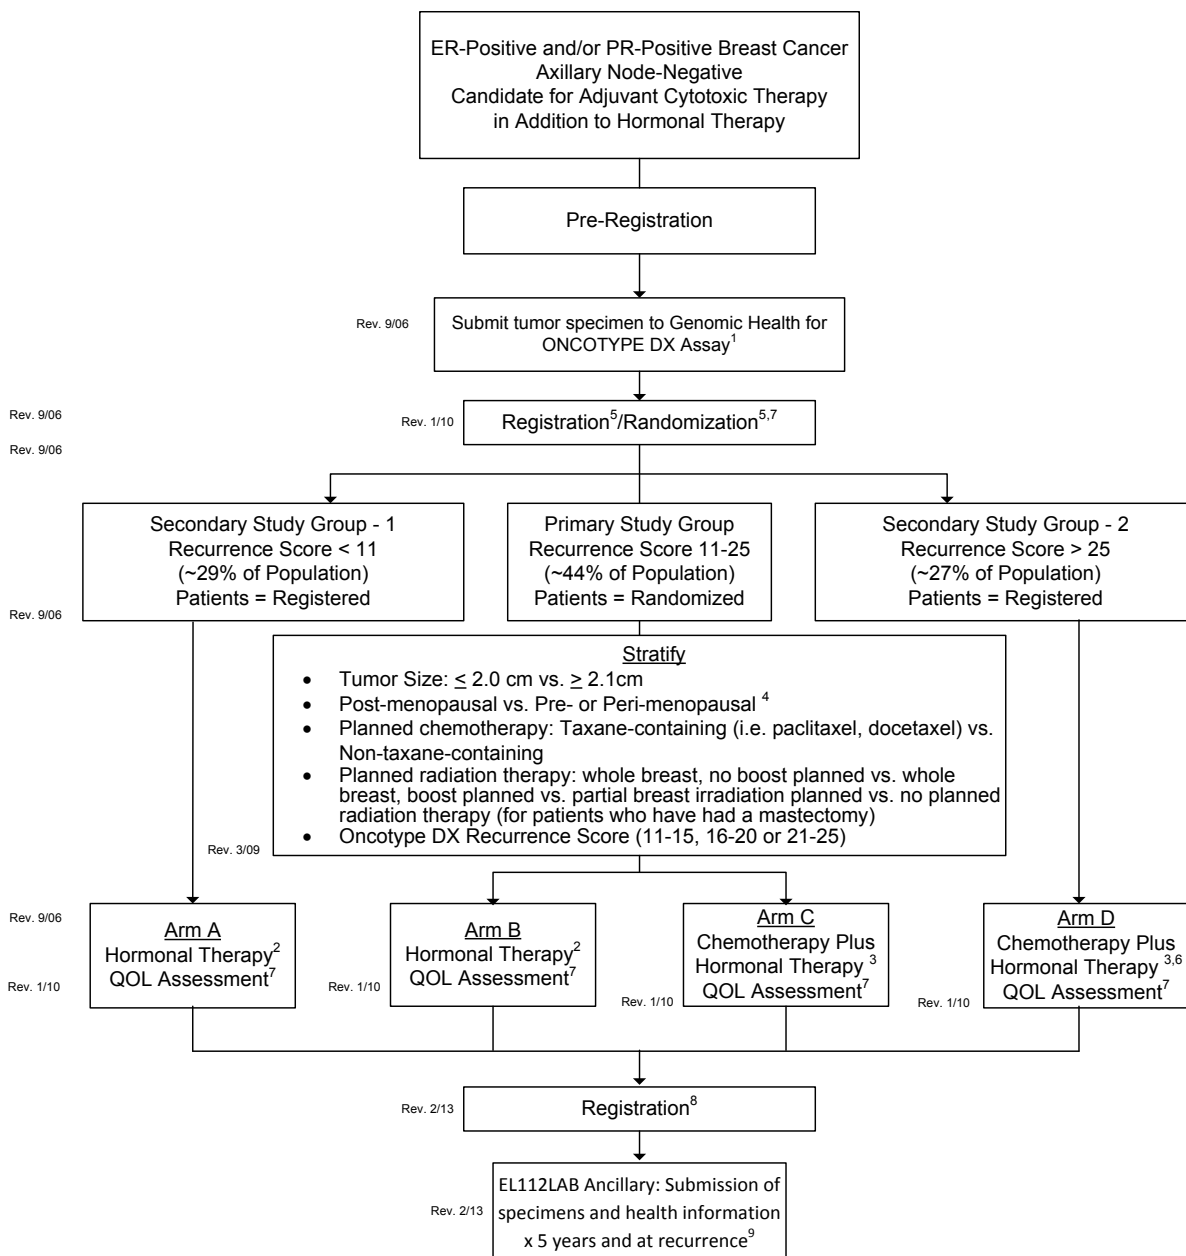 ER-Positive and/or PR-Positive Breast Cancer
Axillary Node-Negative
Candidate for Adjuvant Cytotoxic Therapy
in Addition to Hormonal Therapy
Pre-Registration
Rev. 9/06
Submit tumor specimen to Genomic Health for
ONCOTYPE DX Assay1
Rev. 9/06
Rev. 1/10
Registration5/Randomization5,7
Rev. 9/06
Secondary Study Group - 1
Recurrence Score < 11
(~29% of Population)
Patients = Registered
Primary Study Group
Recurrence Score 11-25
(~44% of Population)
Patients = Randomized
Secondary Study Group - 2
Recurrence Score > 25
(~27% of Population)
Patients = Registered
Rev. 9/06
Stratify
• Tumor Size: ≤ 2.0 cm vs. ≥ 2.1cm
• Post-menopausal vs. Pre- or Peri-menopausal 4
• Planned chemotherapy: Taxane-containing (i.e. paclitaxel, docetaxel) vs.
Non-taxane-containing
• Planned radiation therapy: whole breast, no boost planned vs. whole
breast, boost planned vs. partial breast irradiation planned vs. no planned
radiation therapy (for patients who have had a mastectomy)
• Oncotype DX Recurrence Score (11-15, 16-20 or 21-25)
Rev. 3/09
Rev. 9/06
Arm A
Hormonal Therapy2
QOL Assessment7
Rev. 1/10
Arm B
Hormonal Therapy2
QOL Assessment7
Rev. 1/10
Arm C
Chemotherapy Plus
Hormonal Therapy 3
QOL Assessment7
Rev. 1/10
Arm D
Chemotherapy Plus
Hormonal Therapy 3,6
QOL Assessment7
Rev. 1/10
Rev. 2/13
Registration8
Rev. 2/13
EL112LAB Ancillary: Submission of
specimens and health information
x 5 years and at recurrence9